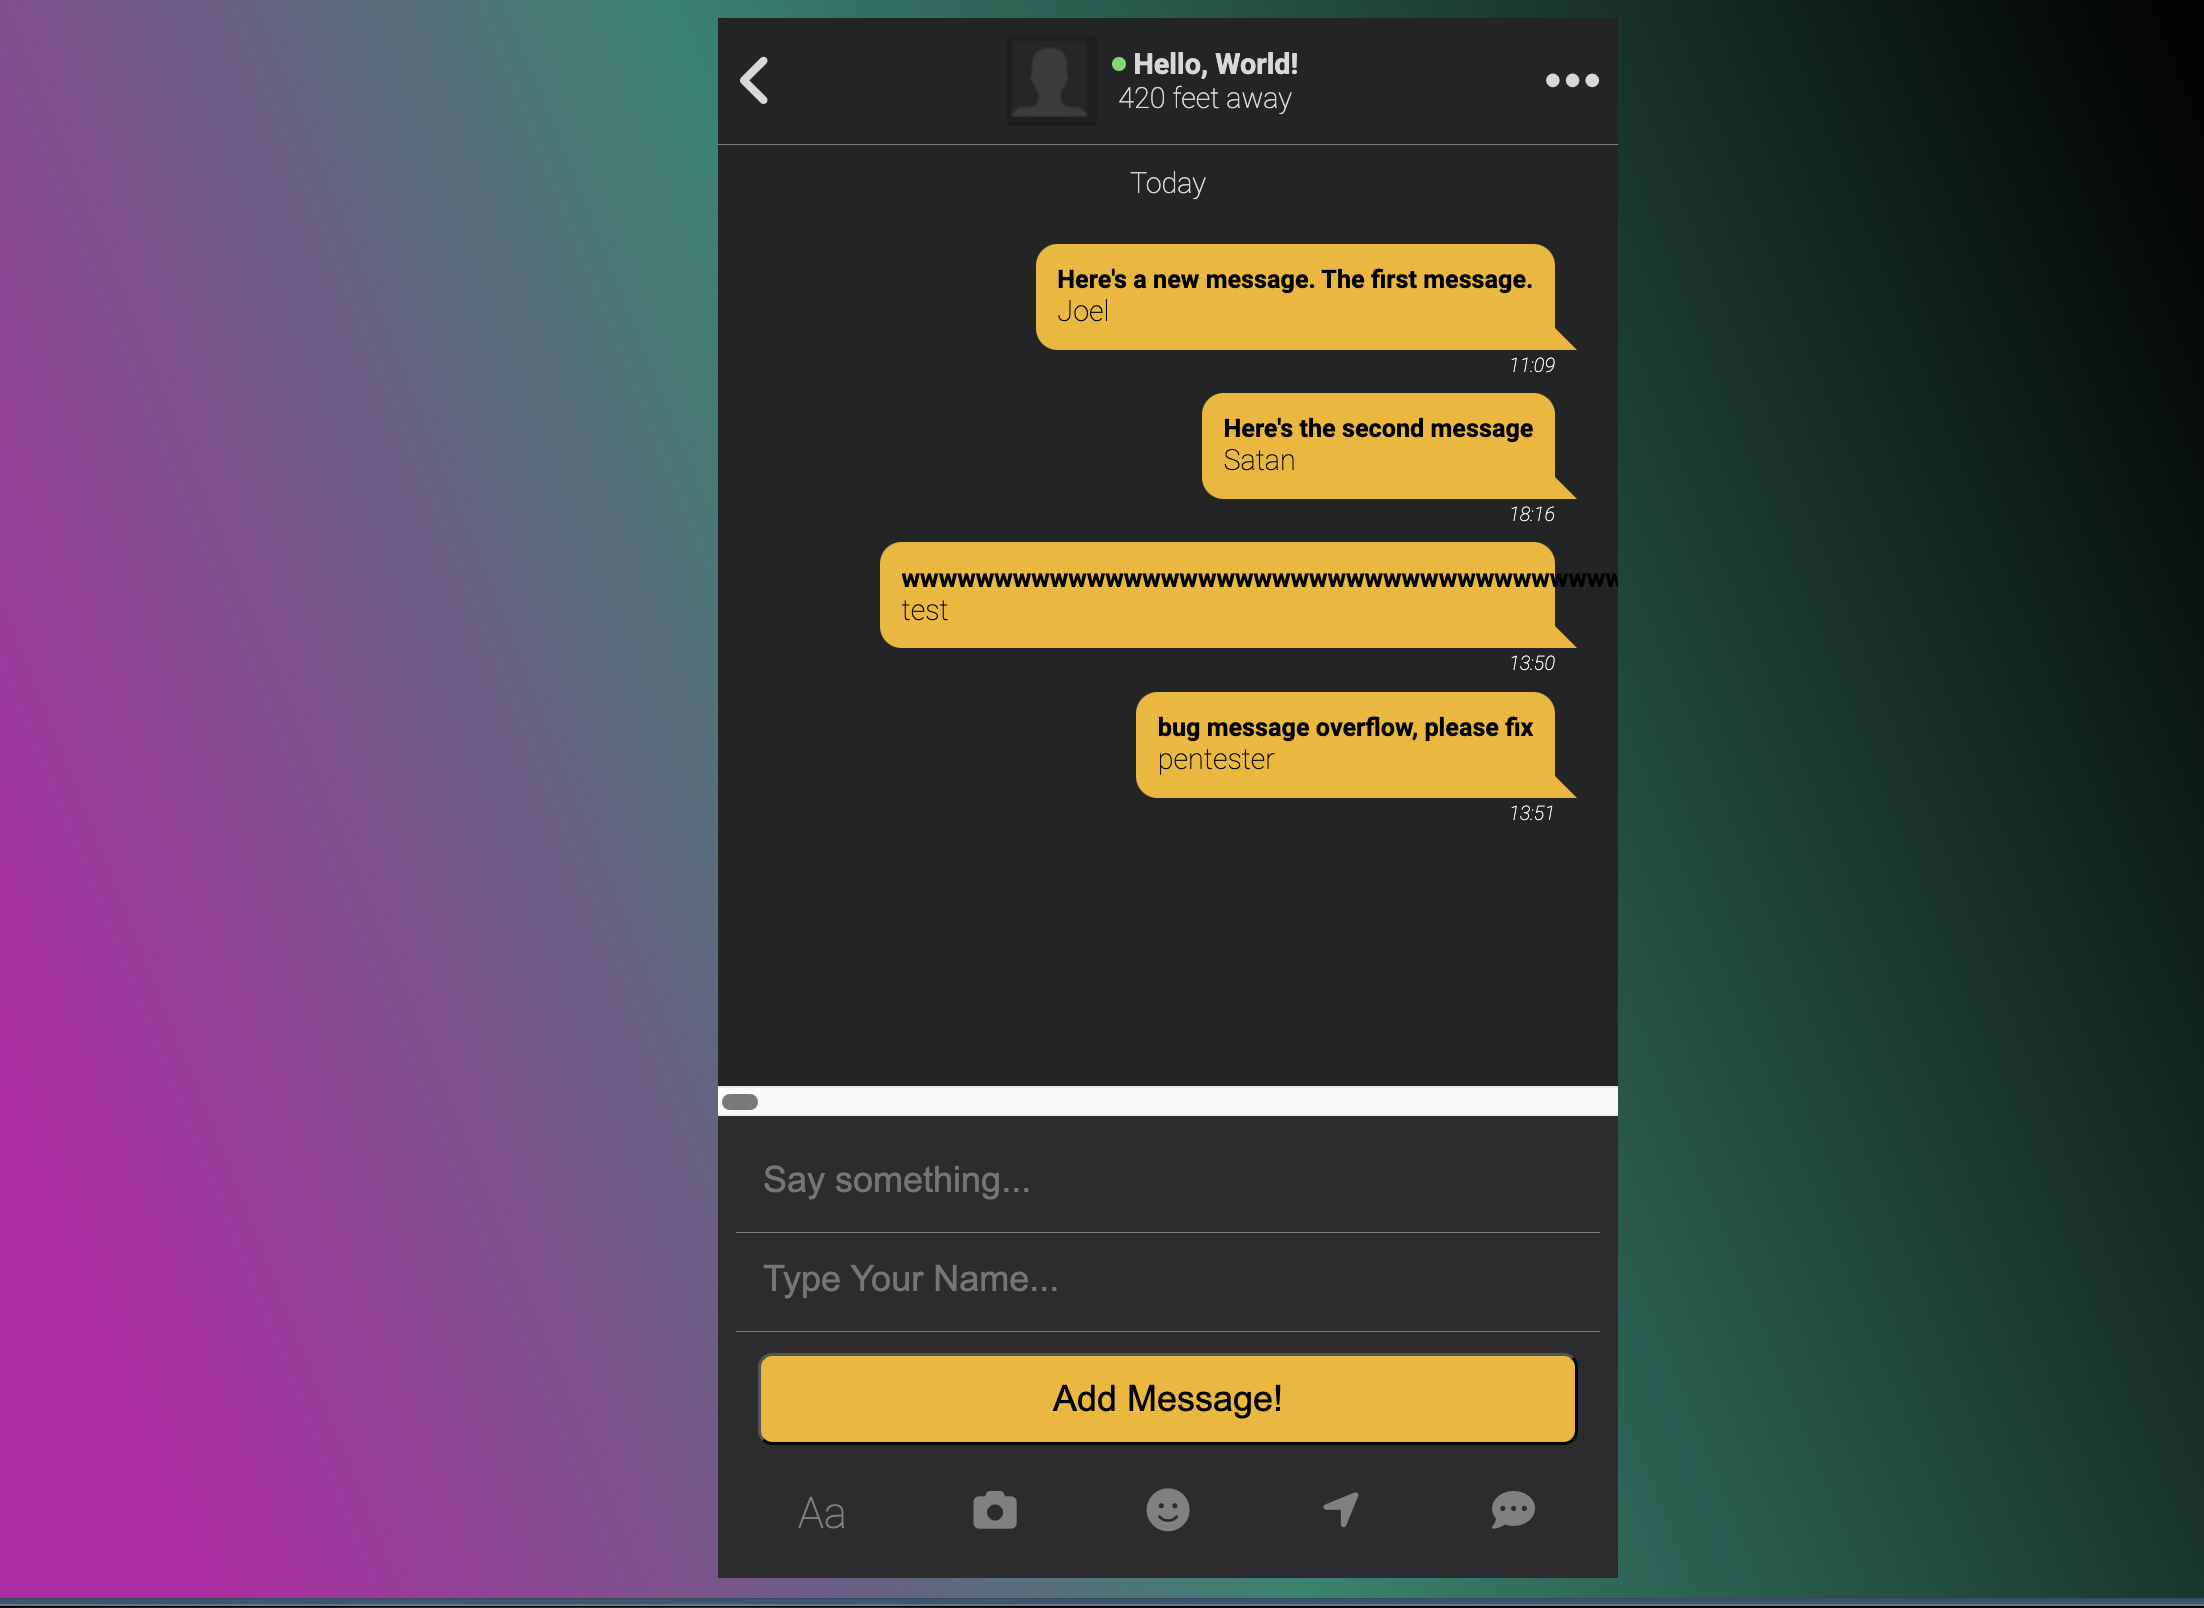 Hello, World!
420 feet away
Today
Here's a new message. The first message.
Joel
11:09
Here's the second message
Satan
18:16
test
13:50
bug message overflow, please fix
pentester
13:51
Say something...
Type Your Name...
Add Message!
Aa